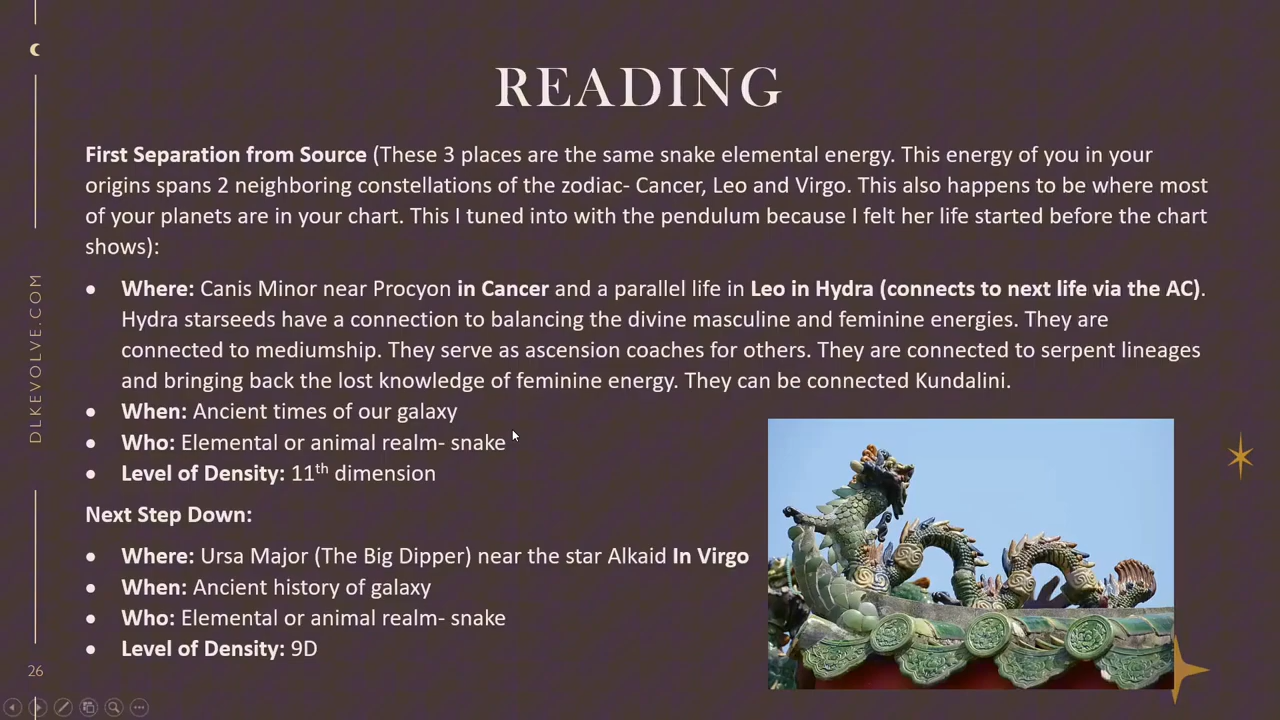 READING
First Separation from Source (These 3 places are the same snake elemental energy. This energy of you in your
origins spans 2 neighboring constellations of the zodiac- Cancer, Leo and Virgo. This also happens to be where most
of your planets are in your chart. This I tuned into with the pendulum because I felt her life started before the chart
shows):
• Where: Canis Minor near Procyon in Cancer and a parallel life in Leo in Hydra (connects to next life via the AC).
Hydra starseeds have a connection to balancing the divine masculine and feminine energies. They are
connected to mediumship. They serve as ascension coaches for others. They are connected to serpent lineages
and bringing back the lost knowledge of feminine energy. They can be connected Kundalini.
• When: Ancient times of our galaxy
• Who: Elemental or animal realm- snake
• Level of Density: 11th dimension
Next Step Down:
• Where: Ursa Major (The Big Dipper) near the star Alkaid In Virgo
• When: Ancient history of galaxy
• Who: Elemental or animal realm- snake
• Level of Density: 9D
DLKEVOLVE.COM
26